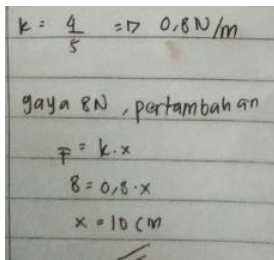 k = 4/5 => 0,8 N/m
gaya 8N, pertambahan
F = k.x
8 = 0,8.x
x = 10 cm